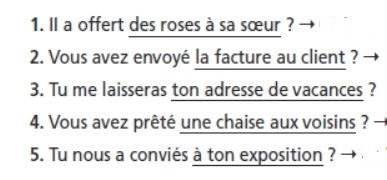 1. Il a offert des roses à sa sœur ? →
2. Vous avez envoyé la facture au client ? →
3. Tu me laisseras ton adresse de vacances ?
4. Vous avez prêté une chaise aux voisins ? →
5. Tu nous a conviés à ton exposition ? →